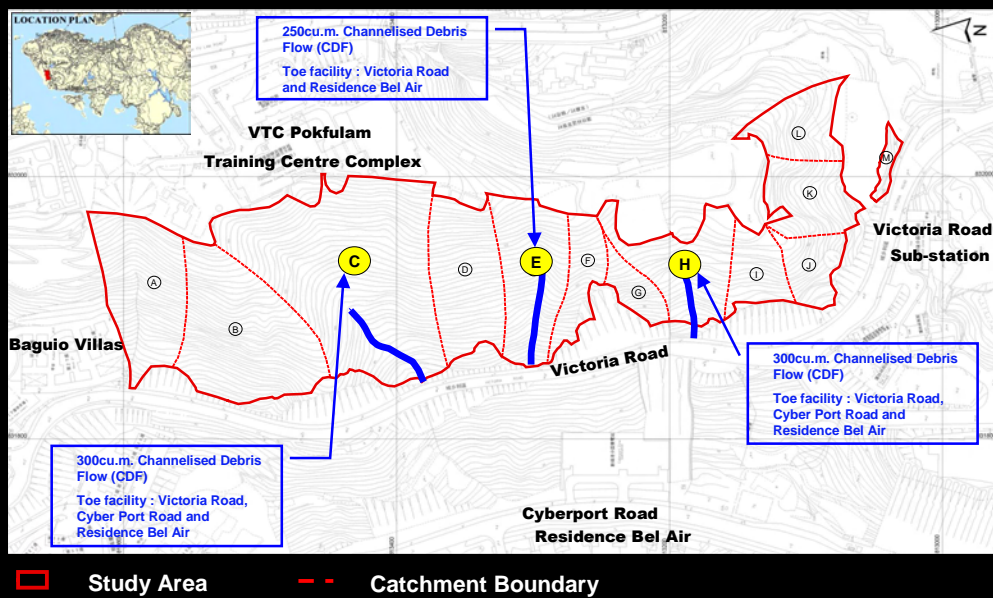 LOCATION PLAN
250cu.m. Channelised Debris
Flow (CDF)
Toe facility : Victoria Road
and Residence Bel Air
N
VTC Pokfulam
Training Centre Complex
L
M
K
832000
832000
Victoria Road
Sub-station
C
E
H
A
B
D
F
G
I
J
Baguio Villas
Victoria Road
300cu.m. Channelised Debris
Flow (CDF)
Toe facility : Victoria Road,
Cyber Port Road and
Residence Bel Air
300cu.m. Channelised Debris
Flow (CDF)
Toe facility : Victoria Road,
Cyber Port Road and
Residence Bel Air
Cyberport Road
Residence Bel Air
Study Area
Catchment Boundary